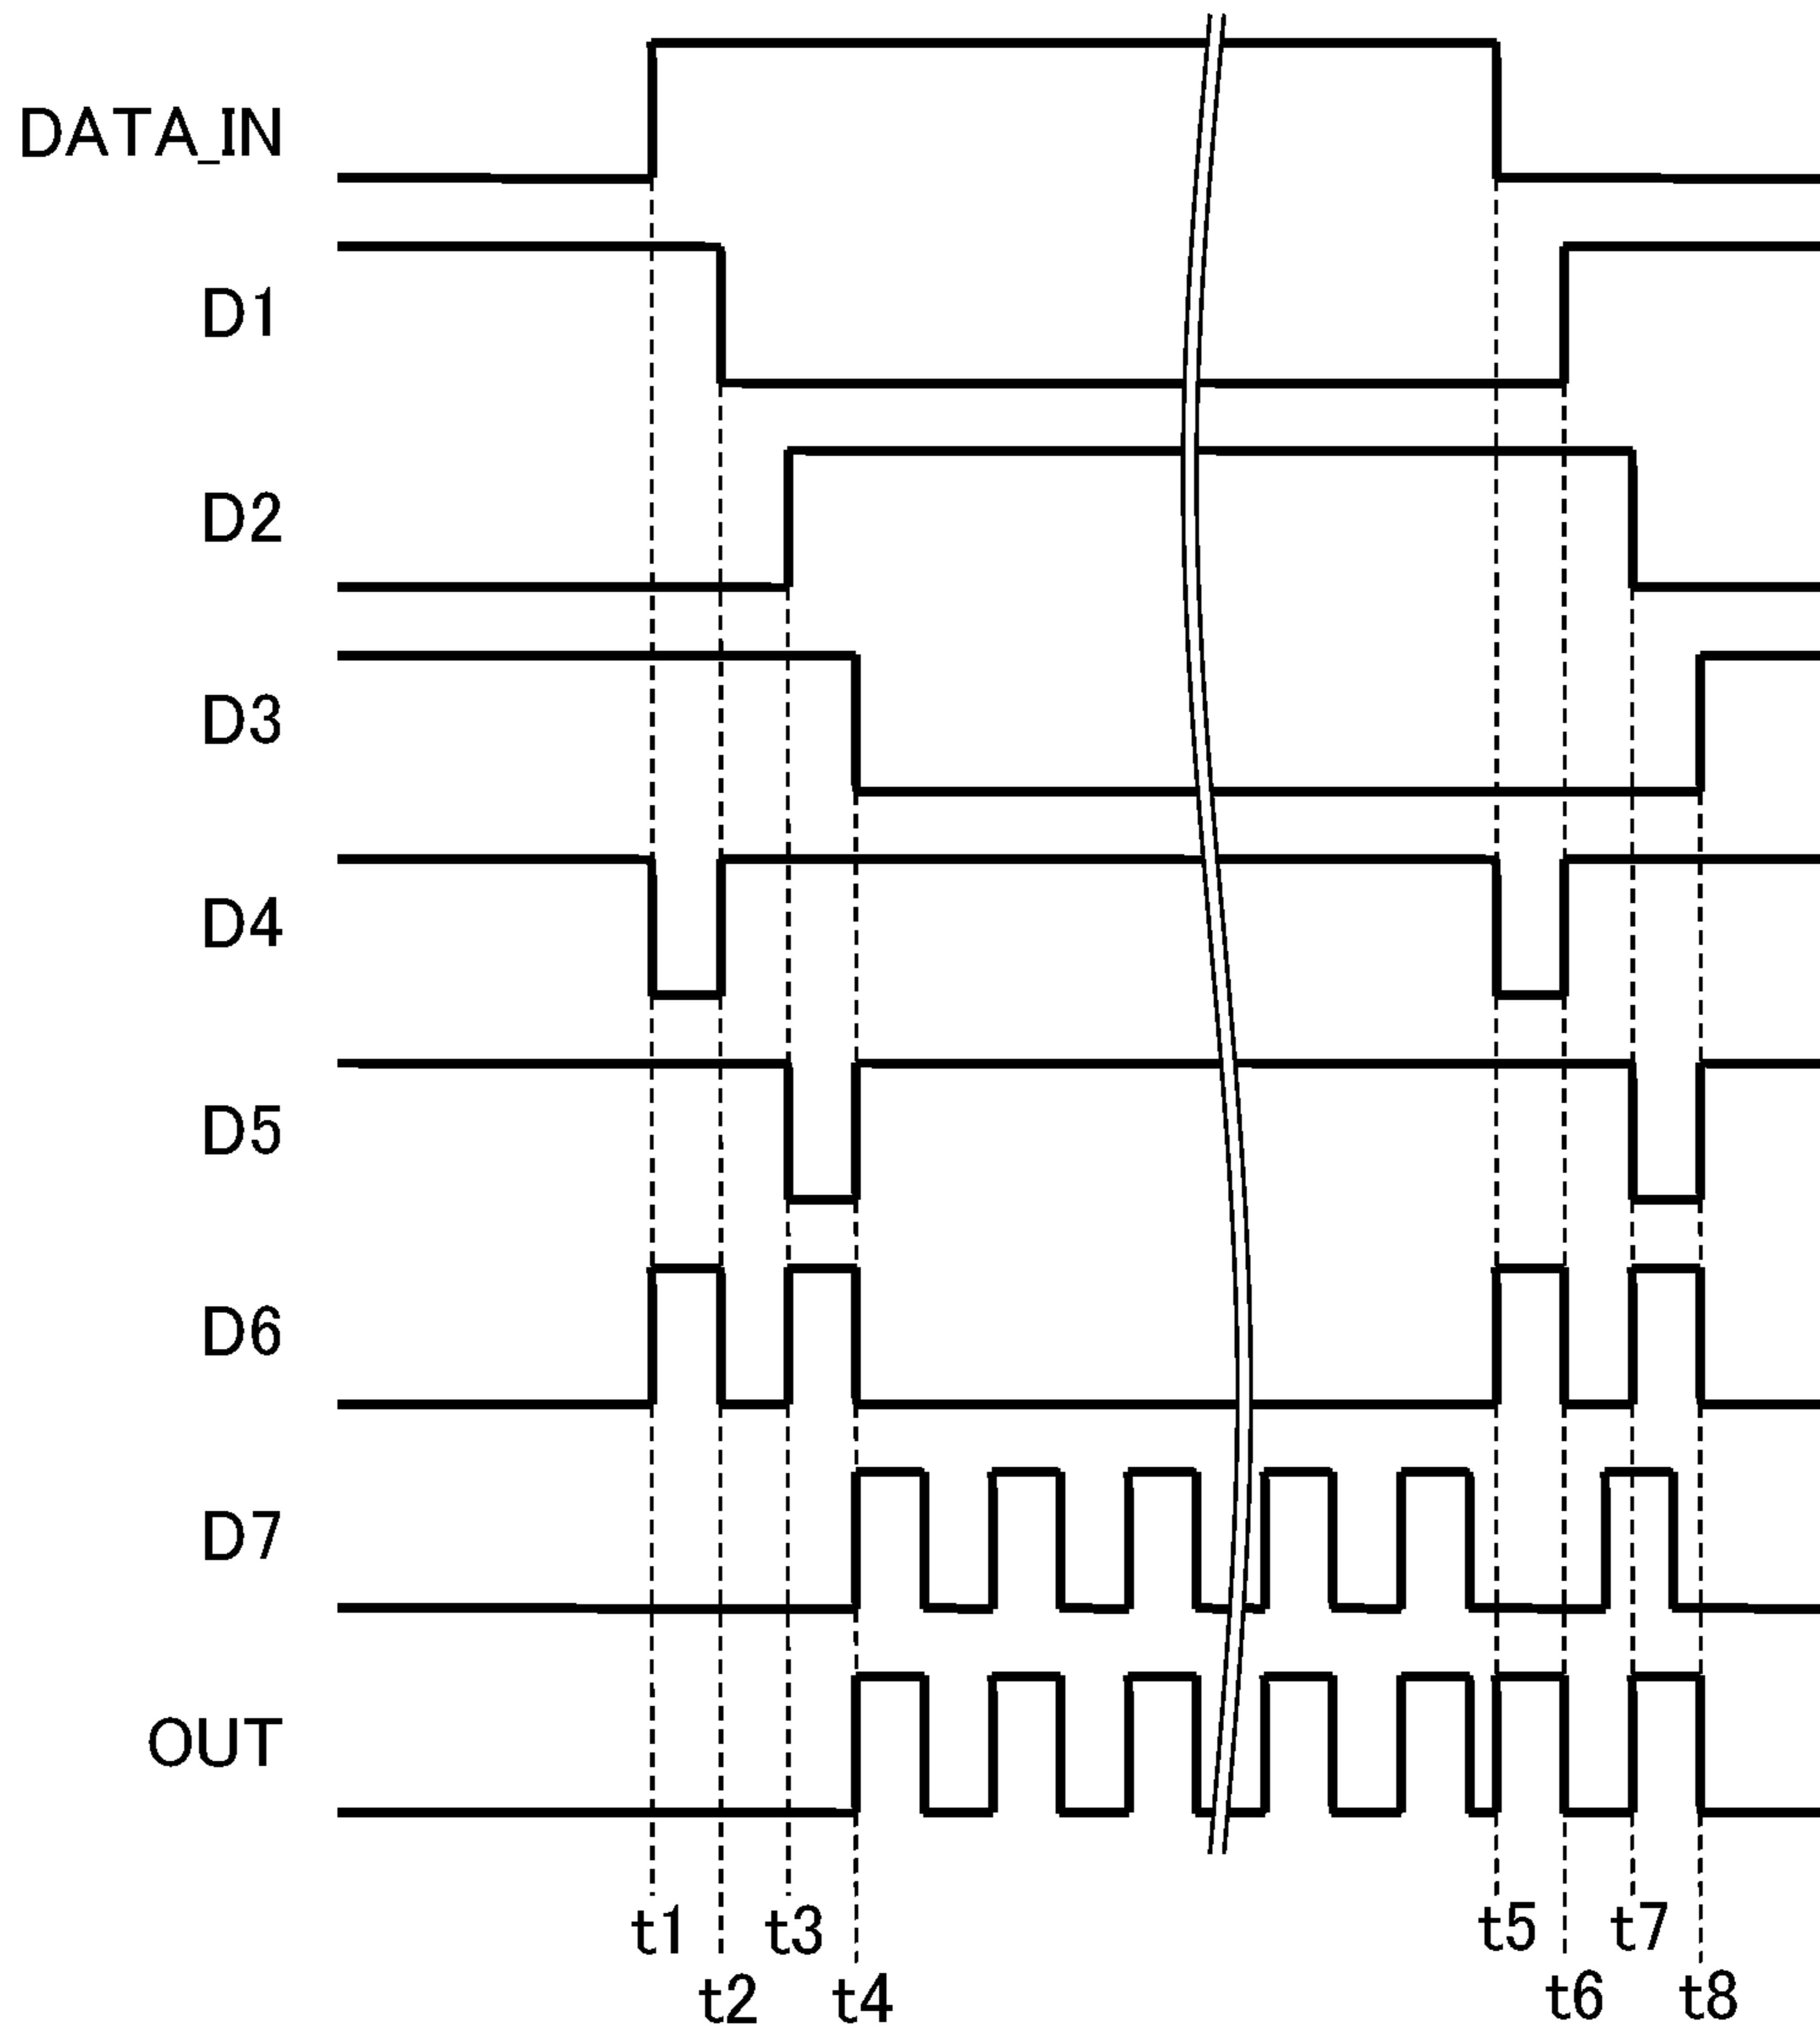 DATA_IN
D1
D2
D3
D4
D5
D6
D7
OUT
t1 t3 t5 t7
t2 t4 t6 t8